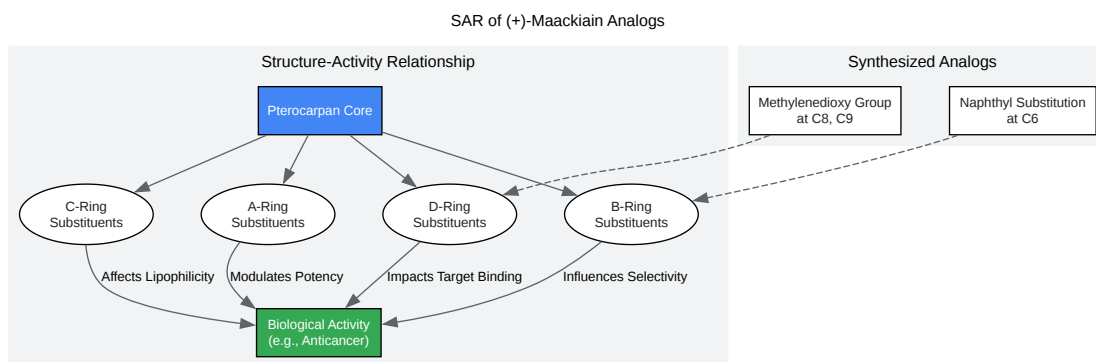 SAR of (+)-Maackiain Analogs
Structure-Activity Relationship
Synthesized Analogs
Pterocarpan Core
Methylenedioxy Group
at C8, C9
Naphthyl Substitution
at C6
C-Ring
Substituents
A-Ring
Substituents
D-Ring
Substituents
B-Ring
Substituents
Affects Lipophilicity
Modulates Potency
Impacts Target Binding
Influences Selectivity
Biological Activity
(e.g., Anticancer)